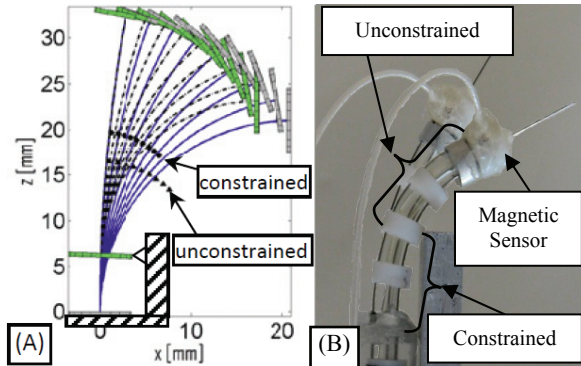 30
25
20
15
10
5
0
z [mm]
constrained
unconstrained
0
10
20
x [mm]
(A)
Unconstrained
Magnetic
Sensor
Constrained
(B)